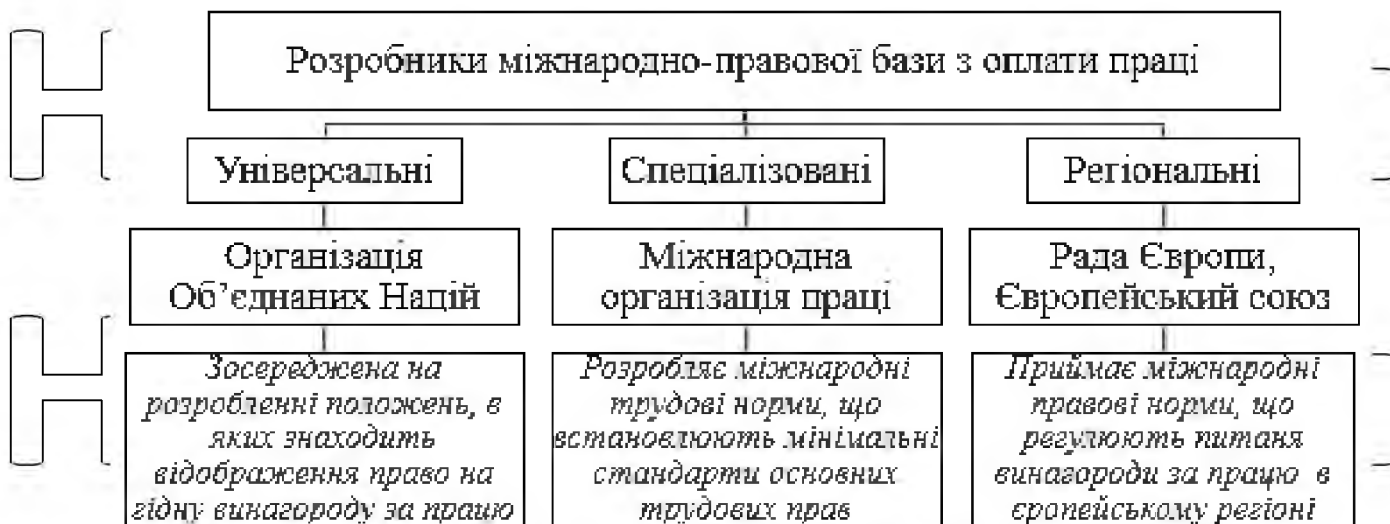 Розробники міжнародно-правової бази з оплати праці
Універсальні
Спеціалізовані
Регіональні
Організація
Об’єднаних Націй
Міжнародна
організація праці
Рада Європи,
Європейський союз
Зосереджена на
розробленні положень, в
яких знаходить
відображення право на
гідну винагороду за працю
Розробляє міжнародні
трудові норми, що
встановлюють мінімальні
стандарти основних
трудових прав
Приймає міжнародні
правові норми, що
регулюють питаня
винагороди за працю в
єропейському регіоні